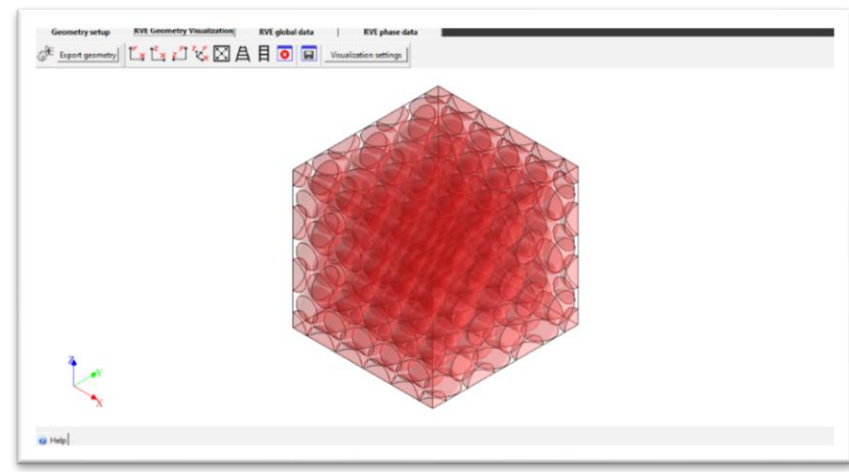 Geometry setup RVE Geometry Visualization RVE global data | RVE phase data
Export geometry Visualization settings
Z
Y
X
Help